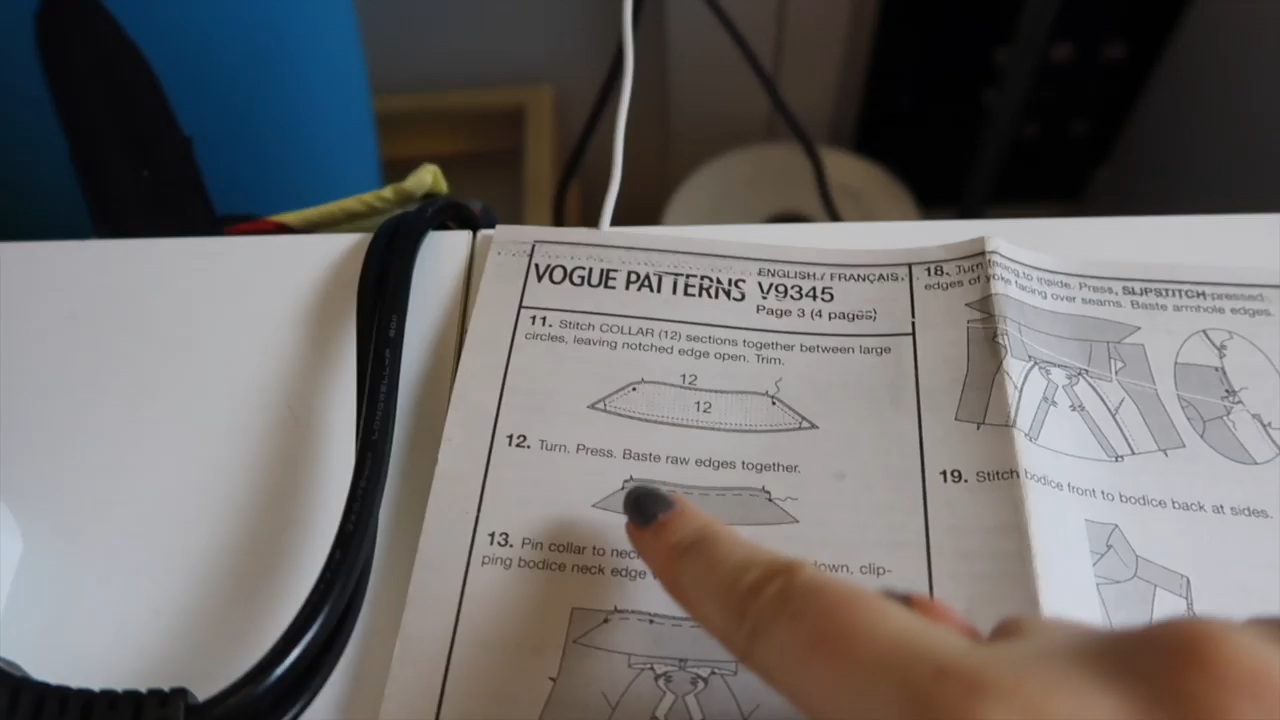 VOGUE PATTERNS
ENGLISH / FRANÇAIS
V9345
Page 3 (4 pages)
11. Stitch COLLAR (12) sections together between large
circles, leaving notched edge open. Trim.
12
12
12. Turn. Press. Baste raw edges together.
13. Pin collar to down, clip-
ping bodice neck edge
18. Turn facing to inside. Press, SLIPSTITCH pressed
edges of yoke facing over seams. Baste armhole edges.
19. Stitch bodice front to bodice back at sides.
LONGWELL